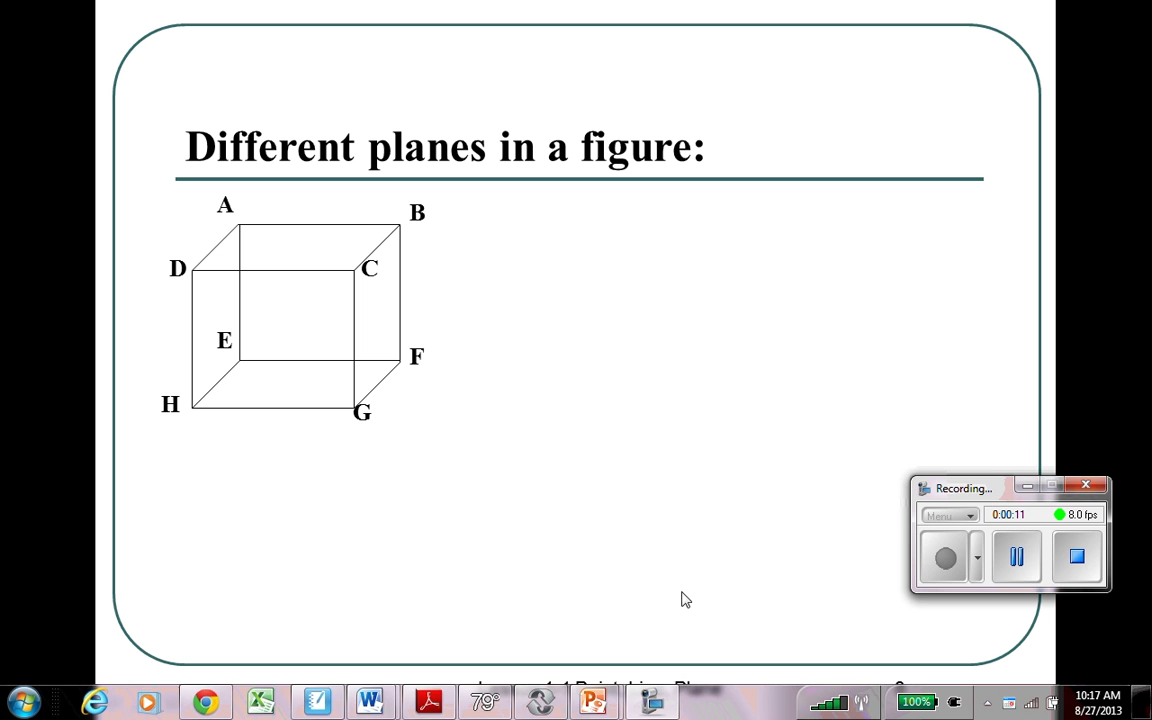 Different planes in a figure:
A
B
D
C
E
F
H
G
Recording...
Menu
0:00:11
8.0 fps
79°
100%
10:17 AM
8/27/2013